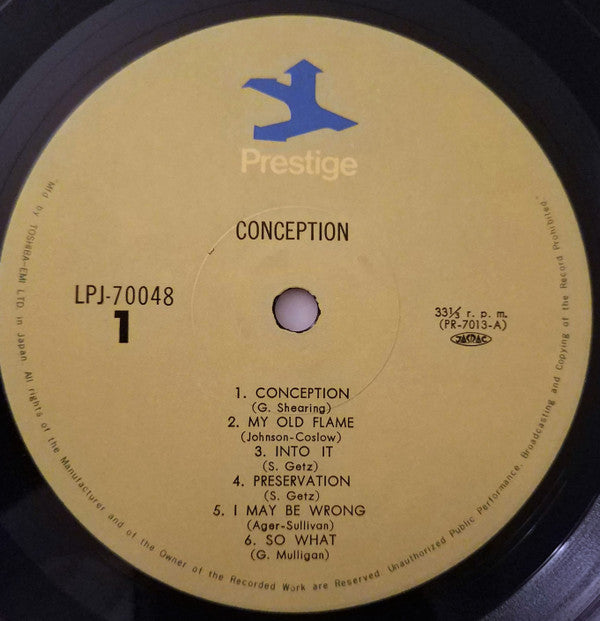 Prestige
CONCEPTION
LPJ-70048
1
33⅓ r. p. m.
(PR-7013-A)
JASRAC
1. CONCEPTION
(G. Shearing)
2. MY OLD FLAME
(Johnson-Coslow)
3. INTO IT
(S. Getz)
4. PRESERVATION
(S. Getz)
5. I MAY BE WRONG
(Ager-Sullivan)
6. SO WHAT
(G. Mulligan)
Mfd by TOSHIBA-EMI LTD. in Japan. All rights of the Manufacturer and of the Owner of the Recorded Work are Reserved. Unauthorized Public Performance, Broadcasting and Copying of the Record Prohibited.